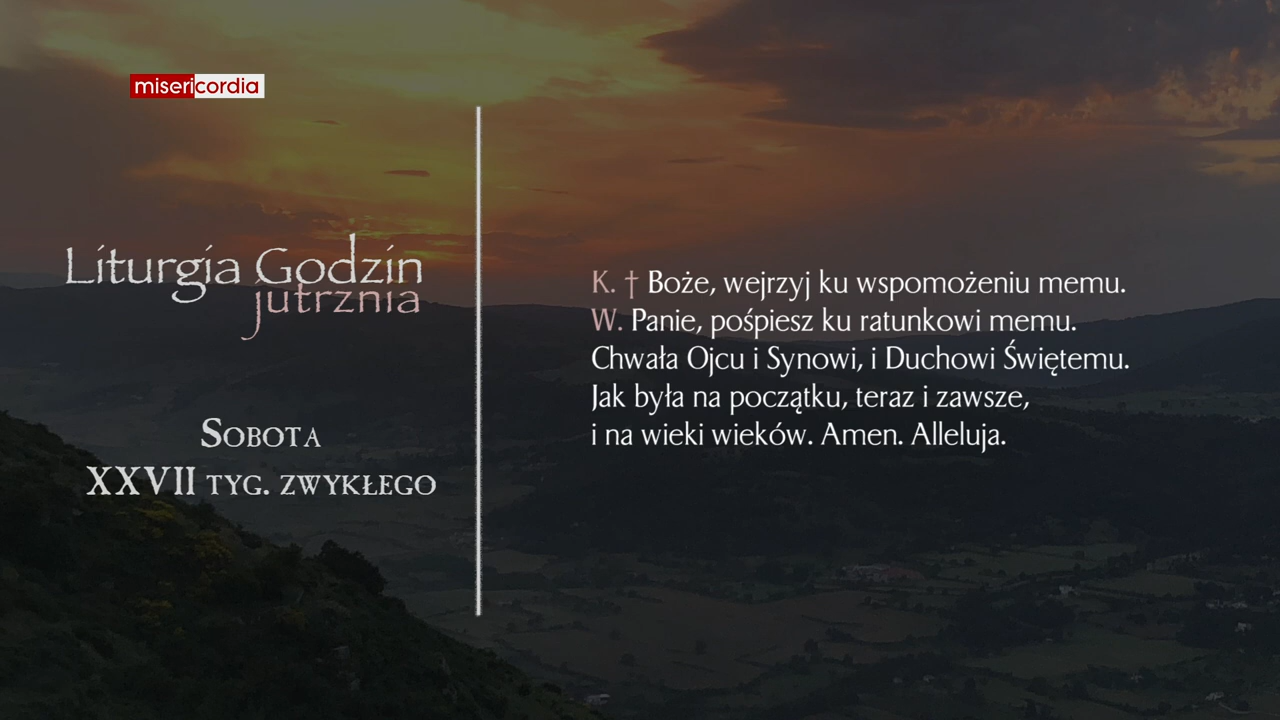 misericordia
Liturgia Godzin
jutrznia
Sobota
XXVII tyg. zwykłego
K. † Boże, wejrzyj ku wspomożeniu memu.
W. Panie, pośpiesz ku ratunkowi memu.
Chwała Ojcu i Synowi, i Duchowi Świętemu.
Jak była na początku, teraz i zawsze,
i na wieki wieków. Amen. Alleluja.